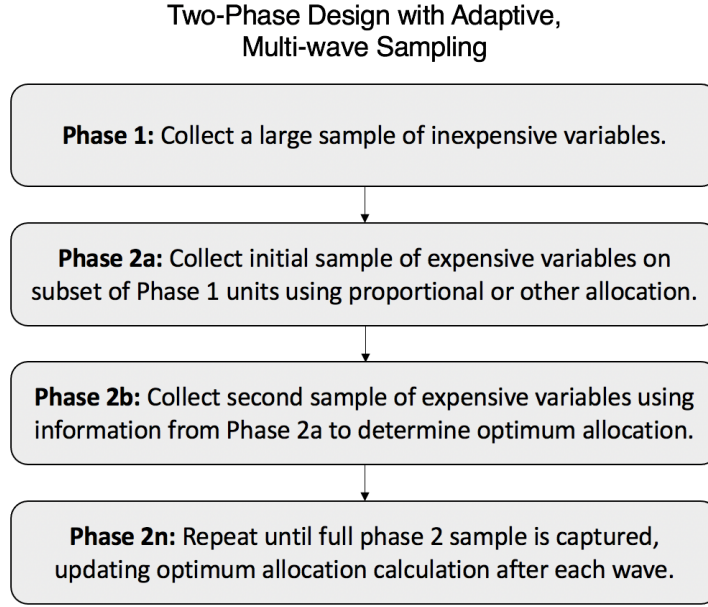 Two-Phase Design with Adaptive,
Multi-wave Sampling
Phase 1: Collect a large sample of inexpensive variables.
Phase 2a: Collect initial sample of expensive variables on
subset of Phase 1 units using proportional or other allocation.
Phase 2b: Collect second sample of expensive variables using
information from Phase 2a to determine optimum allocation.
Phase 2n: Repeat until full phase 2 sample is captured,
updating optimum allocation calculation after each wave.